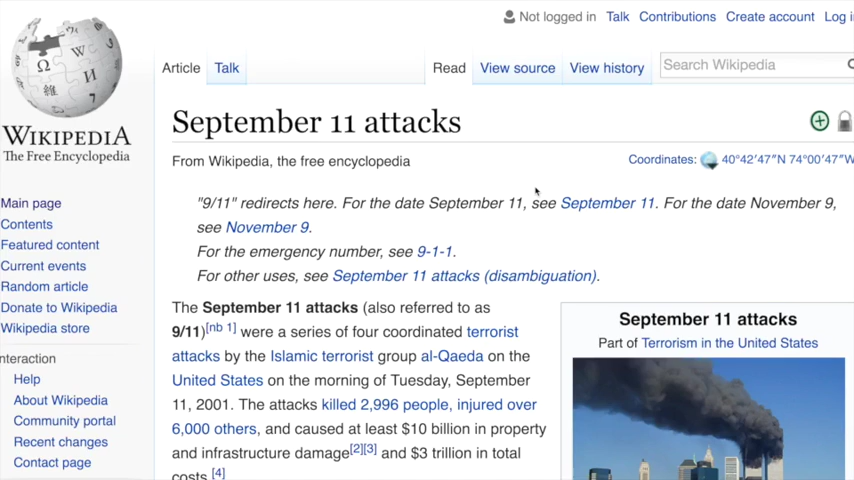 Not logged in Talk Contributions Create account Log
Article Talk Read View source View history Search Wikipedia
WIKIPEDIA
The Free Encyclopedia
September 11 attacks
From Wikipedia, the free encyclopedia
Coordinates: 40°42′47″N 74°00′47″W
"9/11" redirects here. For the date September 11, see September 11. For the date November 9,
see November 9.
For the emergency number, see 9-1-1.
For other uses, see September 11 attacks (disambiguation).
Main page
Contents
Featured content
Current events
Random article
Donate to Wikipedia
Wikipedia store
nteraction
Help
About Wikipedia
Community portal
Recent changes
Contact page
The September 11 attacks (also referred to as
9/11)[nb 1] were a series of four coordinated terrorist
attacks by the Islamic terrorist group al-Qaeda on the
United States on the morning of Tuesday, September
11, 2001. The attacks killed 2,996 people, injured over
6,000 others, and caused at least $10 billion in property
and infrastructure damage[2][3] and $3 trillion in total
costs.[4]
September 11 attacks
Part of Terrorism in the United States